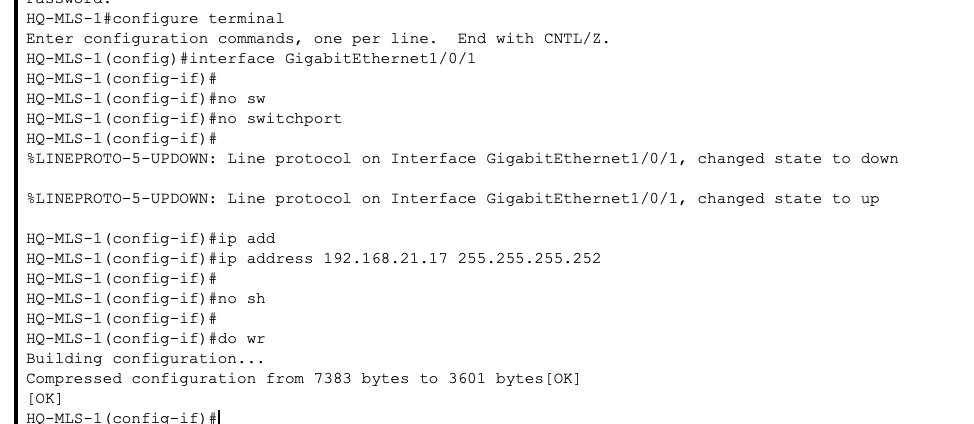 Password:
HQ-MLS-1#configure terminal
Enter configuration commands, one per line.  End with CNTL/Z.
HQ-MLS-1(config)#interface GigabitEthernet1/0/1
HQ-MLS-1(config-if)#
HQ-MLS-1(config-if)#no sw
HQ-MLS-1(config-if)#no switchport
HQ-MLS-1(config-if)#
%LINEPROTO-5-UPDOWN: Line protocol on Interface GigabitEthernet1/0/1, changed state to down
%LINEPROTO-5-UPDOWN: Line protocol on Interface GigabitEthernet1/0/1, changed state to up
HQ-MLS-1(config-if)#ip add
HQ-MLS-1(config-if)#ip address 192.168.21.17 255.255.255.252
HQ-MLS-1(config-if)#
HQ-MLS-1(config-if)#no sh
HQ-MLS-1(config-if)#
HQ-MLS-1(config-if)#do wr
Building configuration...
Compressed configuration from 7383 bytes to 3601 bytes[OK]
[OK]
HQ-MLS-1(config-if)#